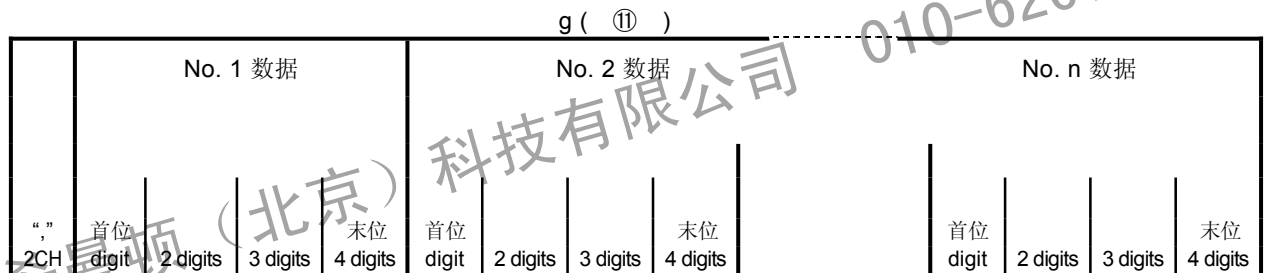 g ( ⑪ )
No. 1 数据 No. 2 数据 No. n 数据
“,” 首位 末位 首位 末位 首位 末位
2CH digit 2 digits 3 digits 4 digits digit 2 digits 3 digits 4 digits digit 2 digits 3 digits 4 digits
顿（北京）科技有限公司 010-62